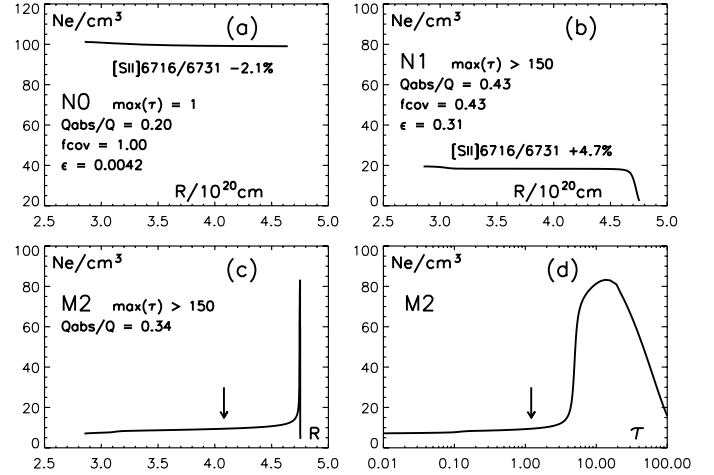 Ne/cm³
(a)
[SII]6716/6731 −2.1%
N0 max(τ) = 1
Qabs/Q = 0.20
fcov = 1.00
ε = 0.0042
R/10²⁰cm
120
100
80
60
40
20
2.5 3.0 3.5 4.0 4.5 5.0
Ne/cm³
(b)
N1 max(τ) > 150
Qabs/Q = 0.43
fcov = 0.43
ε = 0.31
[SII]6716/6731 +4.7%
R/10²⁰cm
100
80
60
40
20
0
2.5 3.0 3.5 4.0 4.5 5.0
Ne/cm³
(c)
M2 max(τ) > 150
Qabs/Q = 0.34
R
100
80
60
40
20
0
2.5 3.0 3.5 4.0 4.5 5.0
Ne/cm³
(d)
M2
τ
100
80
60
40
20
0
0.01 0.10 1.00 10.00 100.00